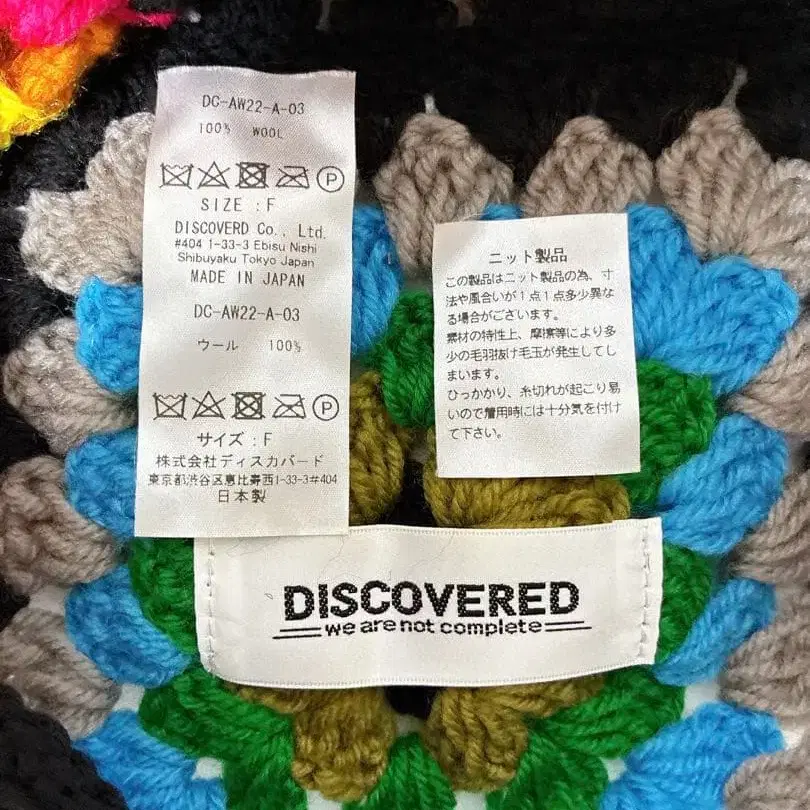 DC-AW22-A-03
100% WOOL
P
SIZE : F
DISCOVERD Co., Ltd.
#404 1-33-3 Ebisu Nishi
Shibuyaku Tokyo Japan
MADE IN JAPAN
DC-AW22-A-03
ウール 100%
P
サイズ : F
株式会社ディスカバード
東京都渋谷区恵比寿西1-33-3#404
日本製
ニット製品
この製品はニット製品の為、寸
法や風合いが1点1点多少異な
る場合がございます。
素材の特性上、摩擦等により多
少の毛羽抜け毛玉が発生してし
まいます。
ひっかかり、糸切れが起こり易
いので着用時には十分気を付け
て下さい。
DISCOVERED
we are not complete